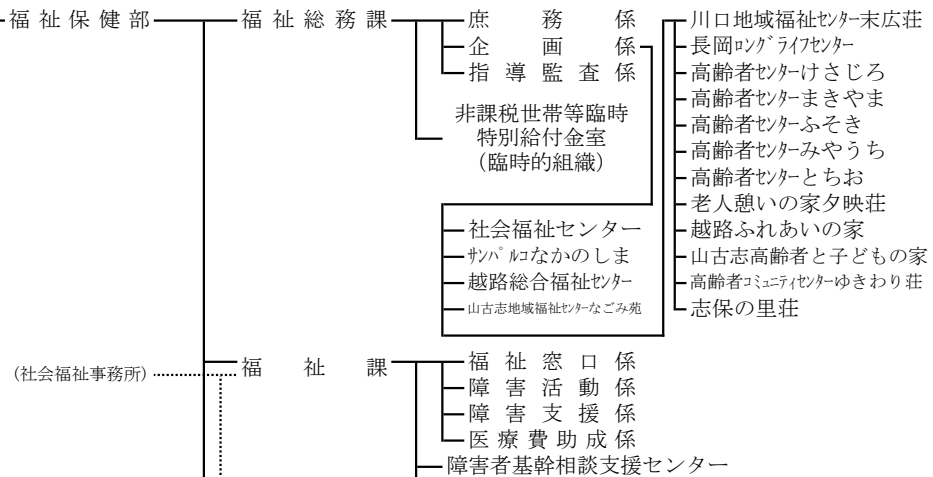 福祉保健部
福祉総務課
庶務係
企画係
指導監査係
非課税世帯等臨時
特別給付金室
(臨時的組織)
社会福祉センター
サンパルコなかのしま
越路総合福祉センター
山古志地域福祉センターなごみ苑
川口地域福祉センター末広荘
長岡ロングライフセンター
高齢者センターけさじろ
高齢者センターまきやま
高齢者センターふそき
高齢者センターみやうち
高齢者センターとちお
老人憩いの家夕映荘
越路ふれあいの家
山古志高齢者と子どもの家
高齢者コミュニティセンターゆきわり荘
志保の里荘
(社会福祉事務所)
福祉課
福祉窓口係
障害活動係
障害支援係
医療費助成係
障害者基幹相談支援センター